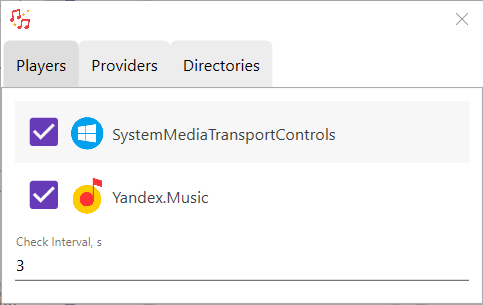 Players Providers Directories
SystemMediaTransportControls
Yandex.Music
Check Interval, s
3